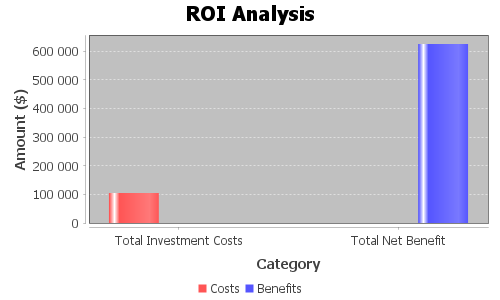 ROI Analysis
Amount ($)
600 000
500 000
400 000
300 000
200 000
100 000
0
Total Investment Costs
Total Net Benefit
Category
Costs
Benefits